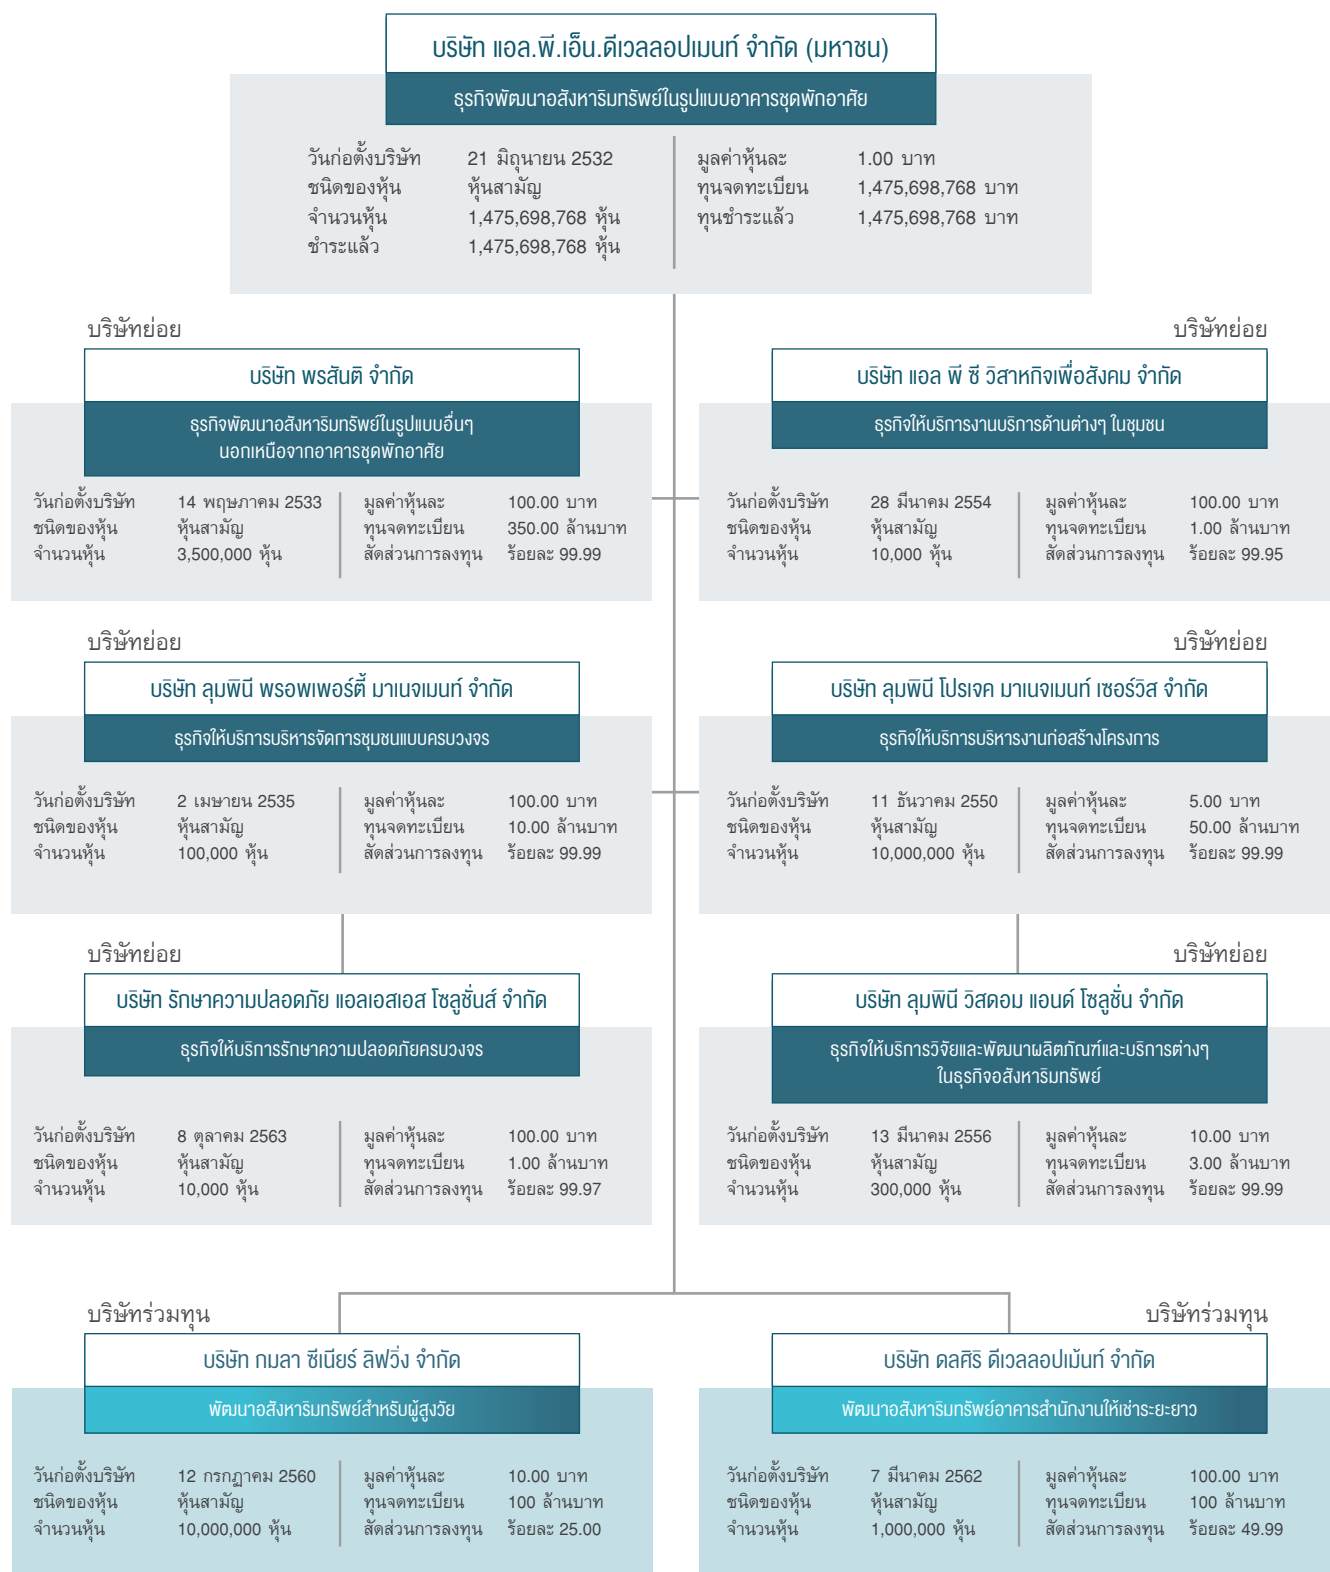 บริษัท แอล.พี.เอ็น.ดีเวลลอปเมนท์ จำกัด (มหาชน)
ธุรกิจพัฒนาอสังหาริมทรัพย์ในรูปแบบอาคารชุดพักอาศัย
วันก่อตั้งบริษัท 21 มิถุนายน 2532 มูลค่าหุ้นละ 1.00 บาท
ชนิดของหุ้น หุ้นสามัญ ทุนจดทะเบียน 1,475,698,768 บาท
จำนวนหุ้น 1,475,698,768 หุ้น ทุนชำระแล้ว 1,475,698,768 บาท
ชำระแล้ว 1,475,698,768 หุ้น
บริษัทย่อย
บริษัท พรสันติ จำกัด
ธุรกิจพัฒนาอสังหาริมทรัพย์ในรูปแบบอื่นๆ
นอกเหนือจากอาคารชุดพักอาศัย
วันก่อตั้งบริษัท 14 พฤษภาคม 2533 มูลค่าหุ้นละ 100.00 บาท
ชนิดของหุ้น หุ้นสามัญ ทุนจดทะเบียน 350.00 ล้านบาท
จำนวนหุ้น 3,500,000 หุ้น สัดส่วนการลงทุน ร้อยละ 99.99
บริษัทย่อย
บริษัท แอล พี ซี วิสาหกิจเพื่อสังคม จำกัด
ธุรกิจให้บริการงานบริการด้านต่างๆ ในชุมชน
วันก่อตั้งบริษัท 28 มีนาคม 2554 มูลค่าหุ้นละ 100.00 บาท
ชนิดของหุ้น หุ้นสามัญ ทุนจดทะเบียน 1.00 ล้านบาท
จำนวนหุ้น 10,000 หุ้น สัดส่วนการลงทุน ร้อยละ 99.95
บริษัทย่อย
บริษัท ลุมพินี พรอพเพอร์ตี้ มาเนจเมนท์ จำกัด
ธุรกิจให้บริการบริหารจัดการชุมชนแบบครบวงจร
วันก่อตั้งบริษัท 2 เมษายน 2535 มูลค่าหุ้นละ 100.00 บาท
ชนิดของหุ้น หุ้นสามัญ ทุนจดทะเบียน 10.00 ล้านบาท
จำนวนหุ้น 100,000 หุ้น สัดส่วนการลงทุน ร้อยละ 99.99
บริษัทย่อย
บริษัท ลุมพินี โปรเจค มาเนจเมนท์ เซอร์วิส จำกัด
ธุรกิจให้บริการบริหารงานก่อสร้างโครงการ
วันก่อตั้งบริษัท 11 ธันวาคม 2550 มูลค่าหุ้นละ 5.00 บาท
ชนิดของหุ้น หุ้นสามัญ ทุนจดทะเบียน 50.00 ล้านบาท
จำนวนหุ้น 10,000,000 หุ้น สัดส่วนการลงทุน ร้อยละ 99.99
บริษัทย่อย
บริษัท รักษาความปลอดภัย แอลเอสเอส โซลูชั่นส์ จำกัด
ธุรกิจให้บริการรักษาความปลอดภัยครบวงจร
วันก่อตั้งบริษัท 8 ตุลาคม 2563 มูลค่าหุ้นละ 100.00 บาท
ชนิดของหุ้น หุ้นสามัญ ทุนจดทะเบียน 1.00 ล้านบาท
จำนวนหุ้น 10,000 หุ้น สัดส่วนการลงทุน ร้อยละ 99.97
บริษัทย่อย
บริษัท ลุมพินี วิสดอม แอนด์ โซลูชั่น จำกัด
ธุรกิจให้บริการวิจัยและพัฒนาผลิตภัณฑ์และบริการต่างๆ
ในธุรกิจอสังหาริมทรัพย์
วันก่อตั้งบริษัท 13 มีนาคม 2556 มูลค่าหุ้นละ 10.00 บาท
ชนิดของหุ้น หุ้นสามัญ ทุนจดทะเบียน 3.00 ล้านบาท
จำนวนหุ้น 300,000 หุ้น สัดส่วนการลงทุน ร้อยละ 99.99
บริษัทร่วมทุน
บริษัท กมลา ซีเนียร์ ลิฟวิ่ง จำกัด
พัฒนาอสังหาริมทรัพย์สำหรับผู้สูงวัย
วันก่อตั้งบริษัท 12 กรกฏาคม 2560 มูลค่าหุ้นละ 10.00 บาท
ชนิดของหุ้น หุ้นสามัญ ทุนจดทะเบียน 100 ล้านบาท
จำนวนหุ้น 10,000,000 หุ้น สัดส่วนการลงทุน ร้อยละ 25.00
บริษัทร่วมทุน
บริษัท ดลศิริ ดีเวลลอปเม้นท์ จำกัด
พัฒนาอสังหาริมทรัพย์อาคารสำนักงานให้เช่าระยะยาว
วันก่อตั้งบริษัท 7 มีนาคม 2562 มูลค่าหุ้นละ 100.00 บาท
ชนิดของหุ้น หุ้นสามัญ ทุนจดทะเบียน 100 ล้านบาท
จำนวนหุ้น 1,000,000 หุ้น สัดส่วนการลงทุน ร้อยละ 49.99